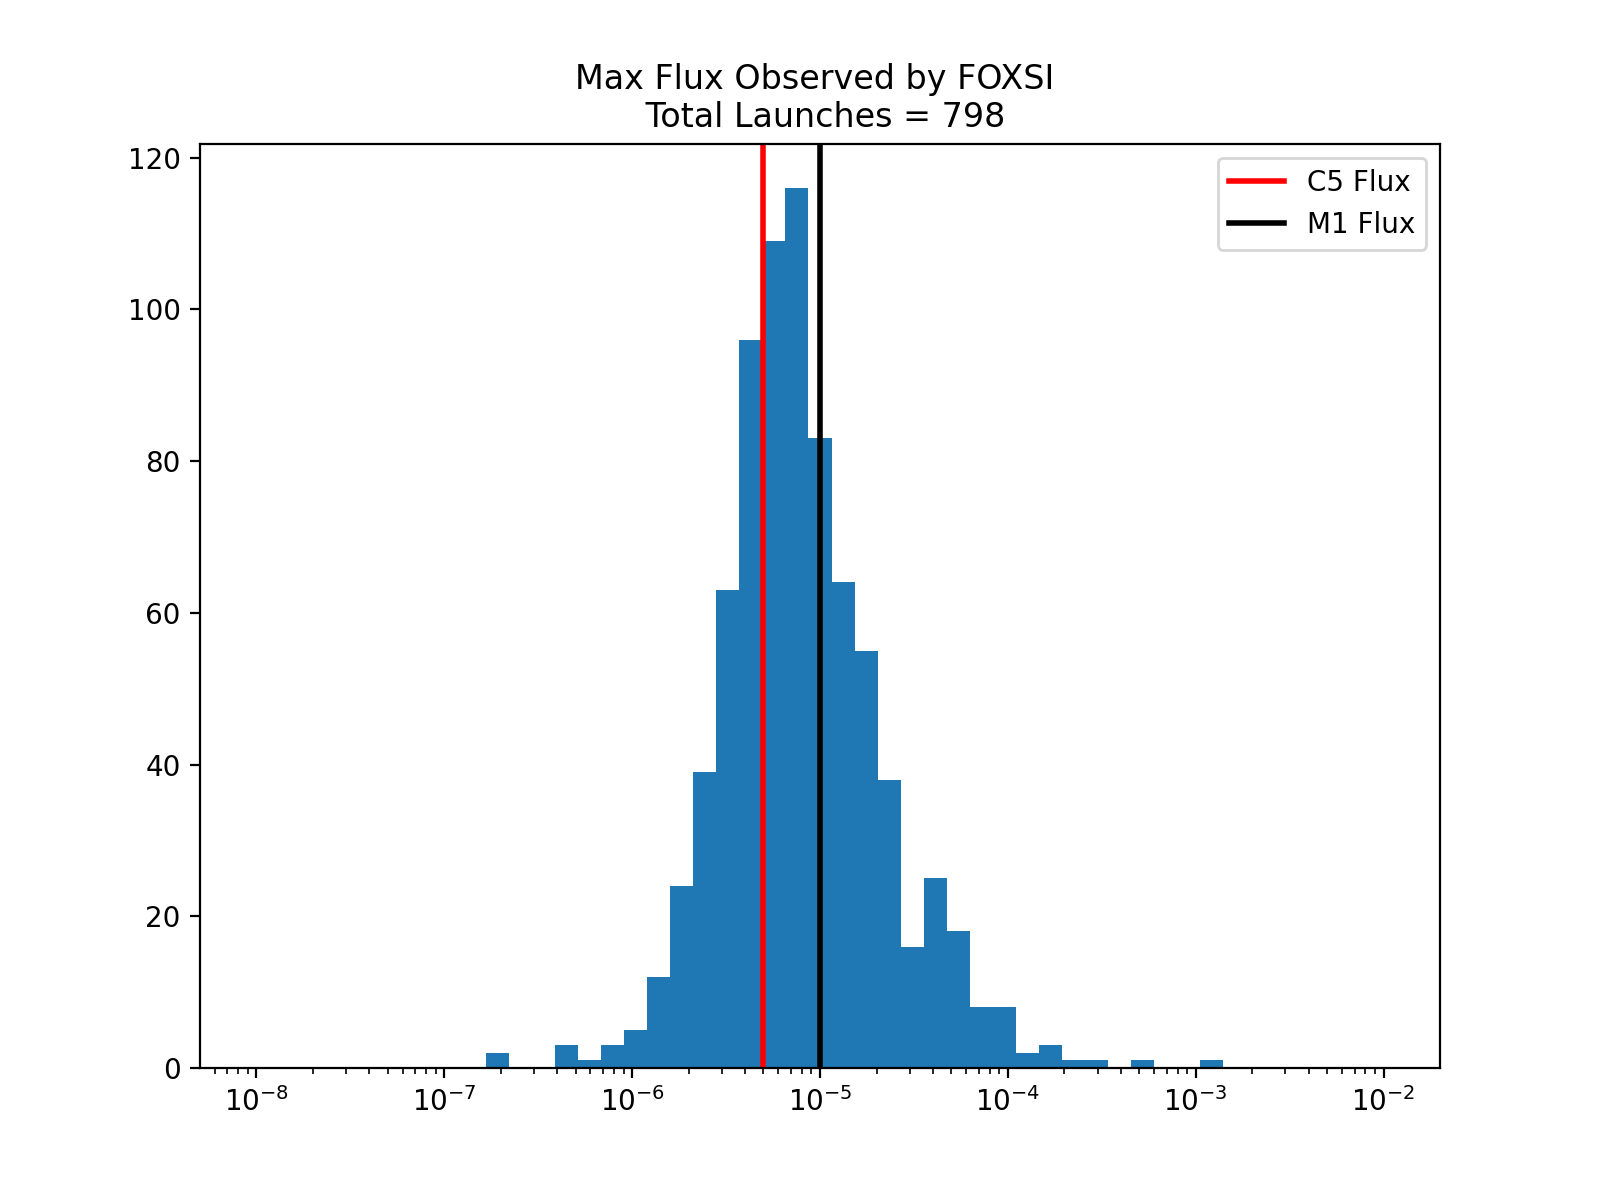 Max Flux Observed by FOXSI
Total Launches = 798
120
100
80
60
40
20
0
C5 Flux
M1 Flux
10⁻⁸ 10⁻⁷ 10⁻⁶ 10⁻⁵ 10⁻⁴ 10⁻³ 10⁻²